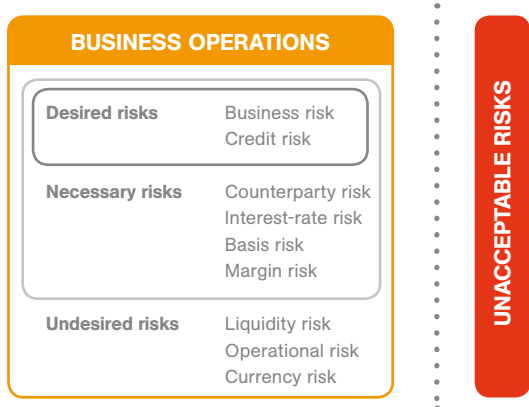 BUSINESS OPERATIONS
Desired risks Business risk
Credit risk
Necessary risks Counterparty risk
Interest-rate risk
Basis risk
Margin risk
Undesired risks Liquidity risk
Operational risk
Currency risk
UNACCEPTABLE RISKS